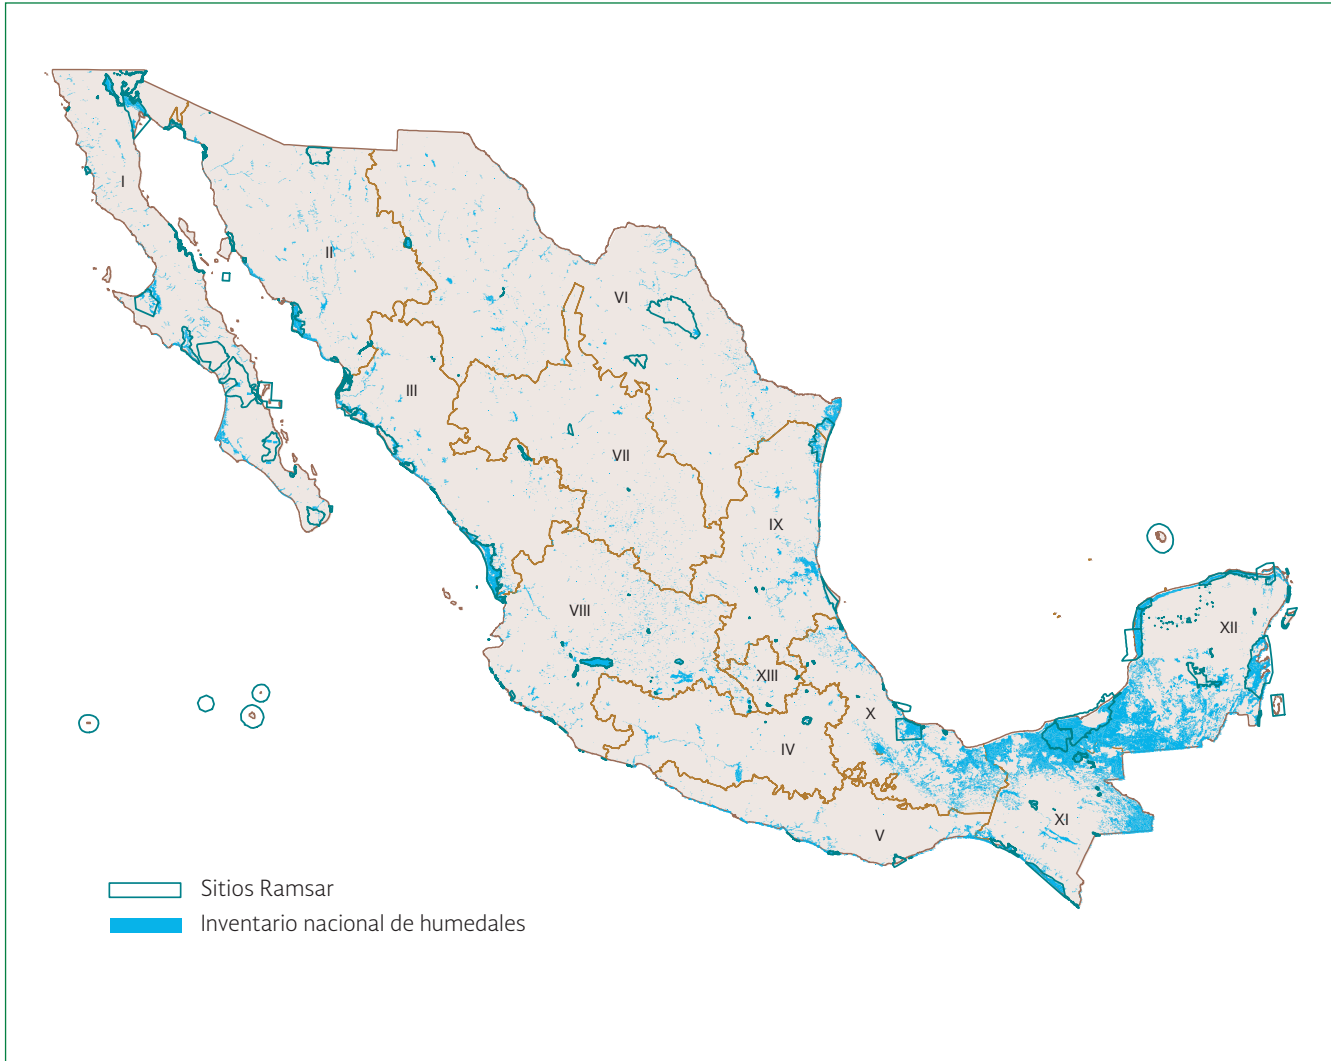 I
II
VI
III
VII
IX
VIII
XII
XIII
X
IV
XI
V
Sitios Ramsar
Inventario nacional de humedales